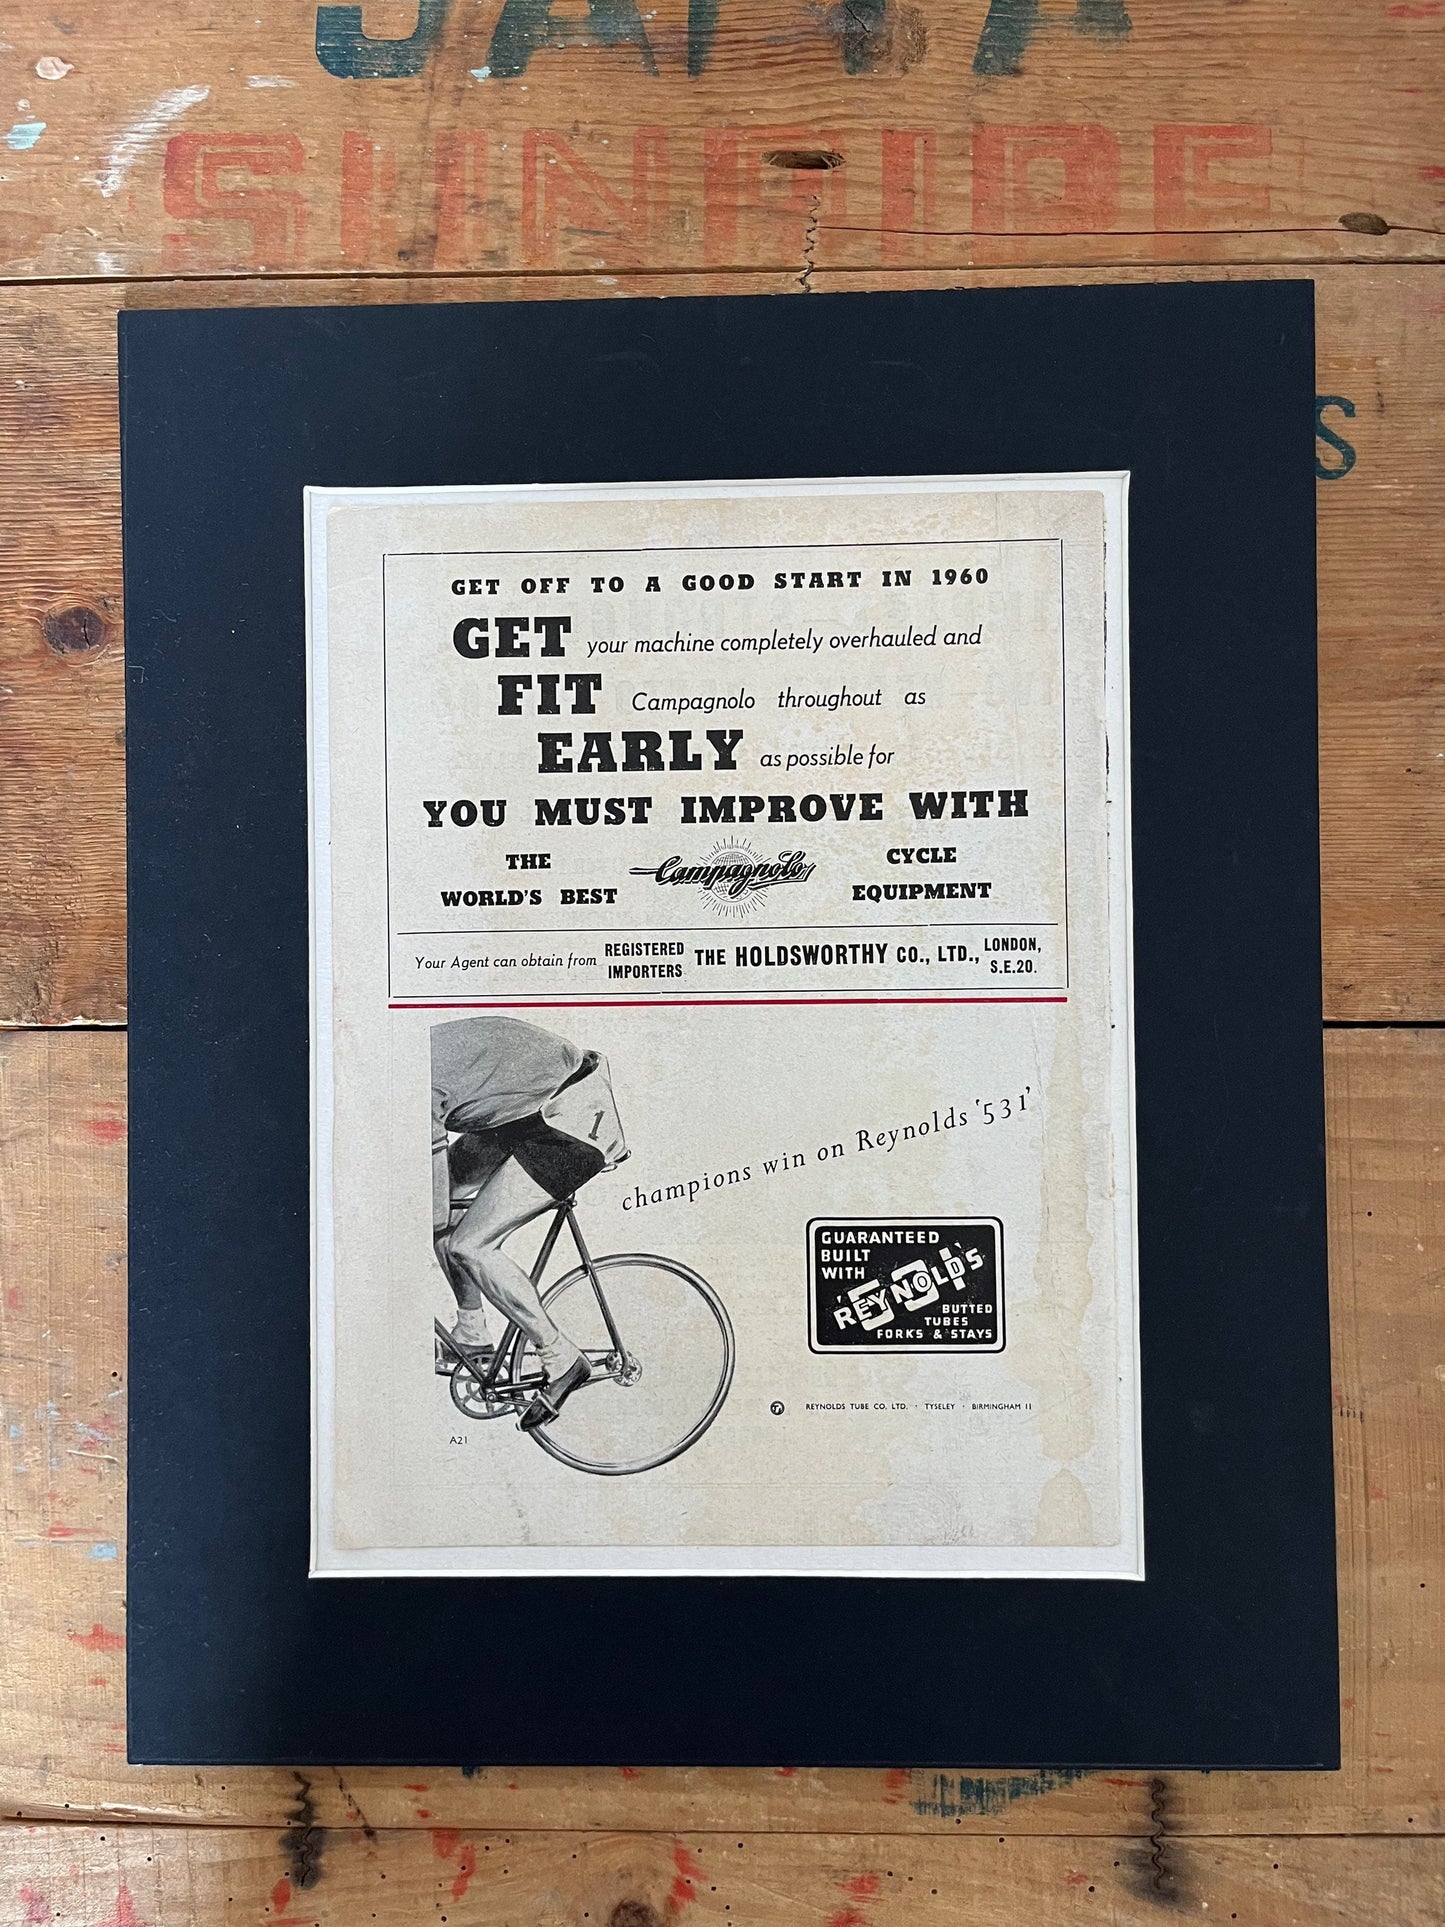 JAFFA
SUNRIPE
S
GET OFF TO A GOOD START IN 1960
GET your machine completely overhauled and
FIT Campagnolo throughout as
EARLY as possible for
YOU MUST IMPROVE WITH
THE WORLD'S BEST Campagnolo CYCLE EQUIPMENT
Your Agent can obtain from REGISTERED IMPORTERS THE HOLDSWORTHY CO., LTD., LONDON, S.E.20.
1
champions win on Reynolds '531'
GUARANTEED
BUILT
WITH
'REYNOLD'S
531
BUTTED
TUBES
FORKS & STAYS
REYNOLDS TUBE CO. LTD. · TYSELEY · BIRMINGHAM 11
A21